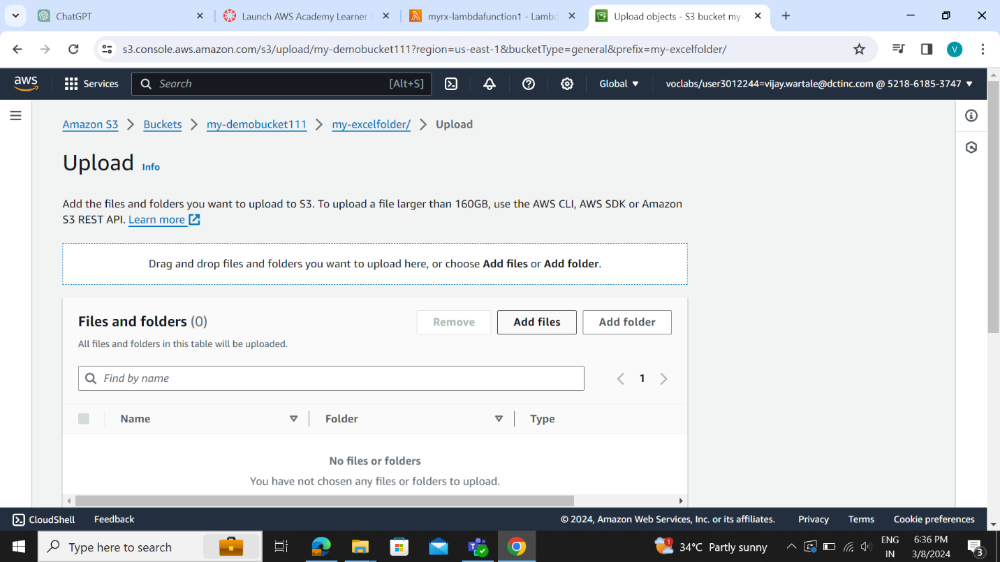 ChatGPT
Launch AWS Academy Learner
myrx-lambdafunction1 - Lambd
Upload objects - S3 bucket my-
s3.console.aws.amazon.com/s3/upload/my-demobucket111?region=us-east-1&bucketType=general&prefix=my-excelfolder/
V
aws
Services
Search
[Alt+S]
Global
voclabs/user3012244=vijay.wartale@dctinc.com @ 5218-6185-3747
Amazon S3 > Buckets > my-demobucket111 > my-excelfolder/ > Upload
Upload Info
Add the files and folders you want to upload to S3. To upload a file larger than 160GB, use the AWS CLI, AWS SDK or Amazon
S3 REST API. Learn more
Drag and drop files and folders you want to upload here, or choose Add files or Add folder.
Files and folders (0)
Remove
Add files
Add folder
All files and folders in this table will be uploaded.
Find by name
1
Name
Folder
Type
No files or folders
You have not chosen any files or folders to upload.
CloudShell
Feedback
© 2024, Amazon Web Services, Inc. or its affiliates.
Privacy
Terms
Cookie preferences
Type here to search
1
34°C Partly sunny
ENG
IN
6:36 PM
3/8/2024
3